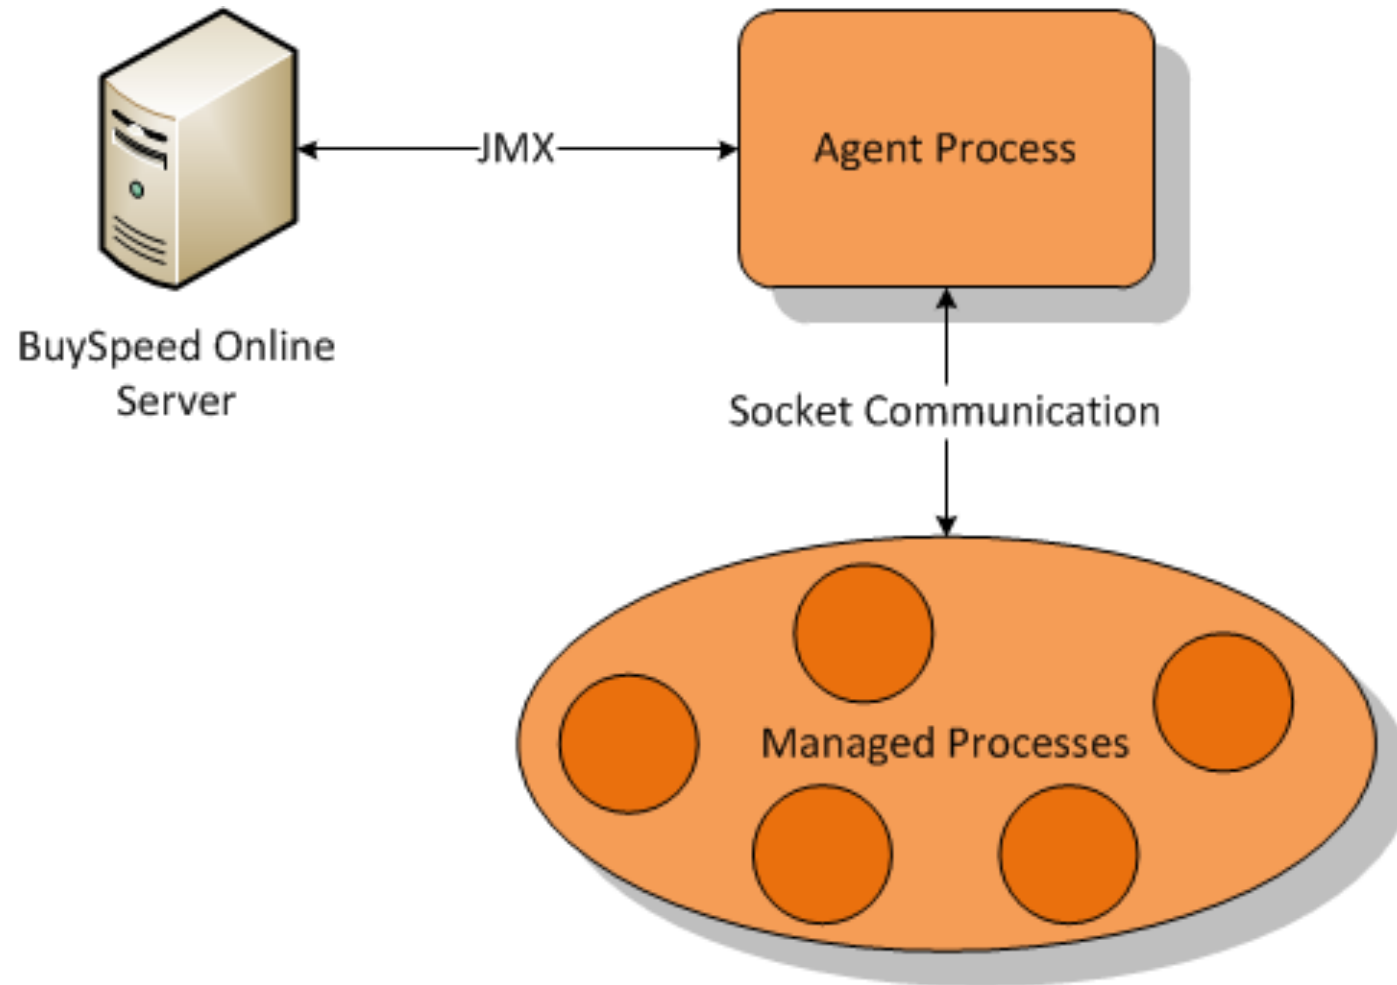 JMX
Agent Process
BuySpeed Online
Server
Socket Communication
Managed Processes